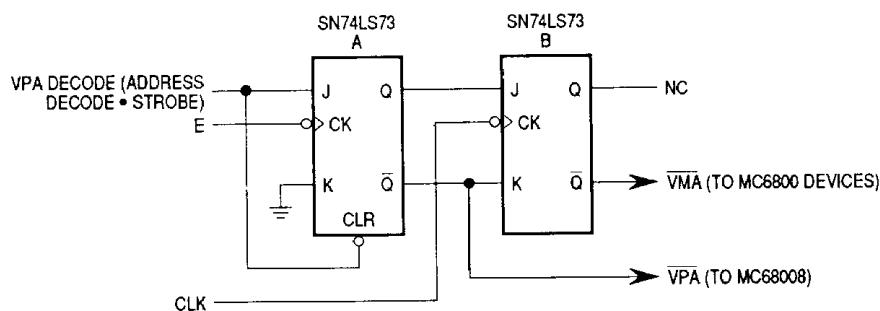 SN74LS73
A
SN74LS73
B
VPA DECODE (ADDRESS
DECODE • STROBE)
J
Q
J
Q
NC
E
CK
CK
K
Q̅
K
Q̅
V̅M̅A̅ (TO MC6800 DEVICES)
CLR
V̅P̅A̅ (TO MC68008)
CLK